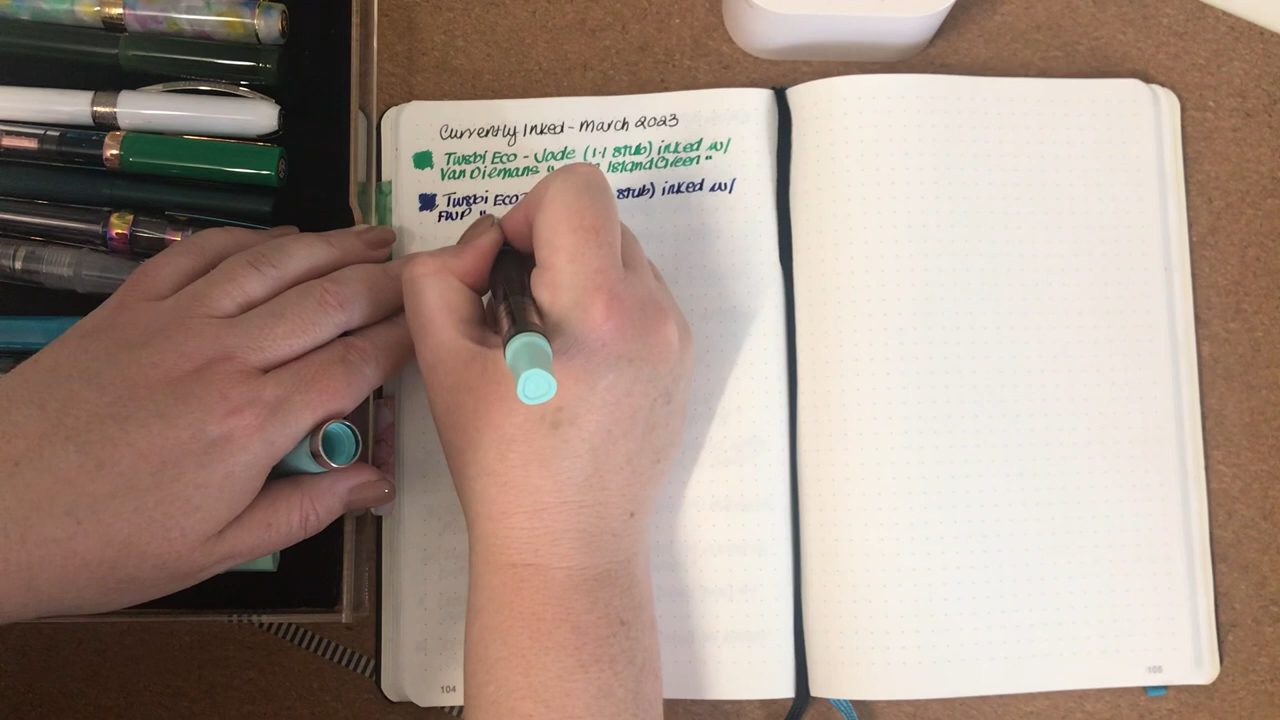 Currently Inked - March 2023
Twsbi Eco - Jade (1.1 stub) inked w/
Van Diemans " Island Green"
Twsbi Eco - stub) inked w/
FWP "
104
105